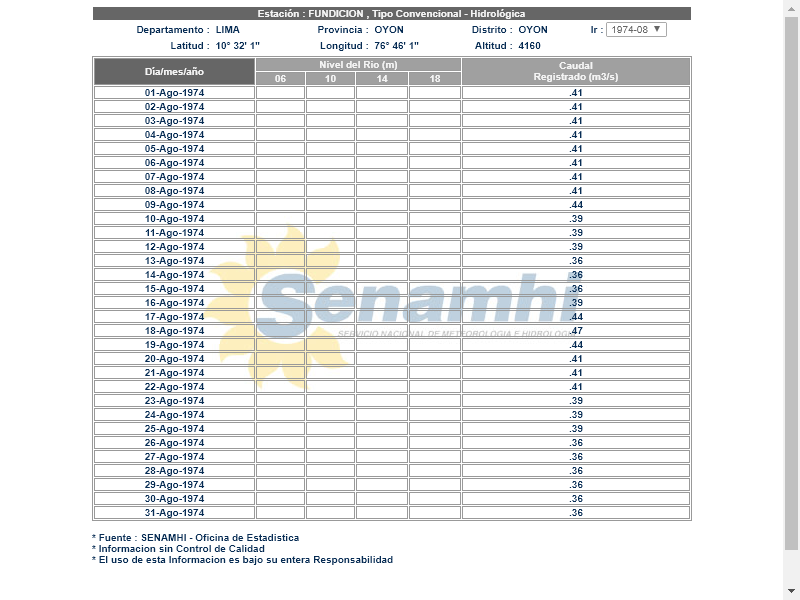 Estación : FUNDICION , Tipo Convencional - Hidrológica
Departamento : LIMA Provincia : OYON Distrito : OYON Ir : 1974-08
Latitud : 10° 32' 1" Longitud : 76° 46' 1" Altitud : 4160
Día/mes/año Nivel del Rio (m) Caudal Registrado (m3/s)
06 10 14 18
01-Ago-1974 .41
02-Ago-1974 .41
03-Ago-1974 .41
04-Ago-1974 .41
05-Ago-1974 .41
06-Ago-1974 .41
07-Ago-1974 .41
08-Ago-1974 .41
09-Ago-1974 .44
10-Ago-1974 .39
11-Ago-1974 .39
12-Ago-1974 .39
13-Ago-1974 .36
14-Ago-1974 .36
15-Ago-1974 .36
16-Ago-1974 .39
17-Ago-1974 .44
18-Ago-1974 .47
19-Ago-1974 .44
20-Ago-1974 .41
21-Ago-1974 .41
22-Ago-1974 .41
23-Ago-1974 .39
24-Ago-1974 .39
25-Ago-1974 .39
26-Ago-1974 .36
27-Ago-1974 .36
28-Ago-1974 .36
29-Ago-1974 .36
30-Ago-1974 .36
31-Ago-1974 .36
Senamhi
SERVICIO NACIONAL DE METEOROLOGIA E HIDROLOGIA
* Fuente : SENAMHI - Oficina de Estadistica
* Informacion sin Control de Calidad
* El uso de esta Informacion es bajo su entera Responsabilidad